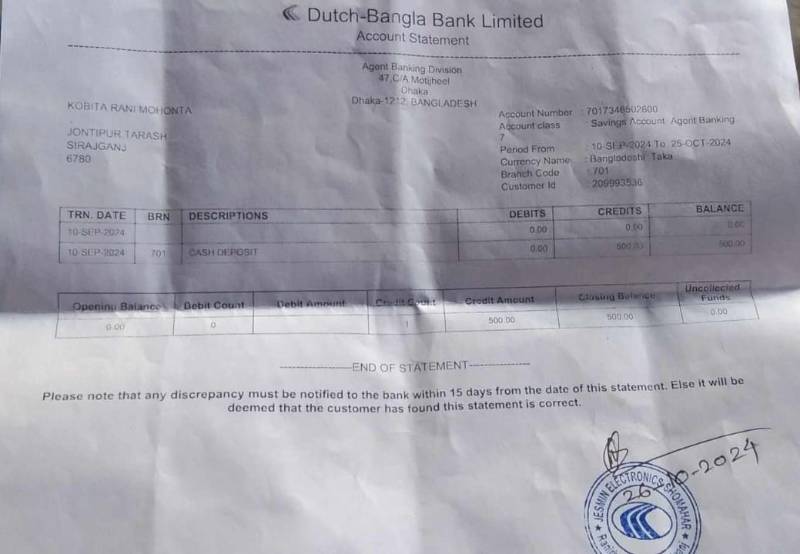 Dutch-Bangla Bank Limited
Account Statement
Agent Banking Division
47,C/A Motijheel
Dhaka
Dhaka-1212, BANGLADESH
KOBITA RANI MOHONTA
JONTIPUR.TARASH
SIRAJGANJ
6780
Account Number : 7017348502600
Account class : Savings Account Agent Banking
7
Period From : 10-SEP-2024 To 25-OCT-2024
Currency Name : Bangladeshi Taka
Branch Code : 701
Customer Id : 209993536
TRN. DATE BRN DESCRIPTIONS DEBITS CREDITS BALANCE
10-SEP-2024 0.00 0.00 0.00
10-SEP-2024 701 CASH DEPOSIT 0.00 500.00 500.00
Opening Balance Debit Count Debit Amount Credit Count Credit Amount Closing Balance Uncollected Funds
0.00 0 1 500.00 500.00 0.00
END OF STATEMENT
Please note that any discrepancy must be notified to the bank within 15 days from the date of this statement. Else it will be
deemed that the customer has found this statement is correct.
26-10-2024
JESMIN ELECTRONICS SHOMAHAR